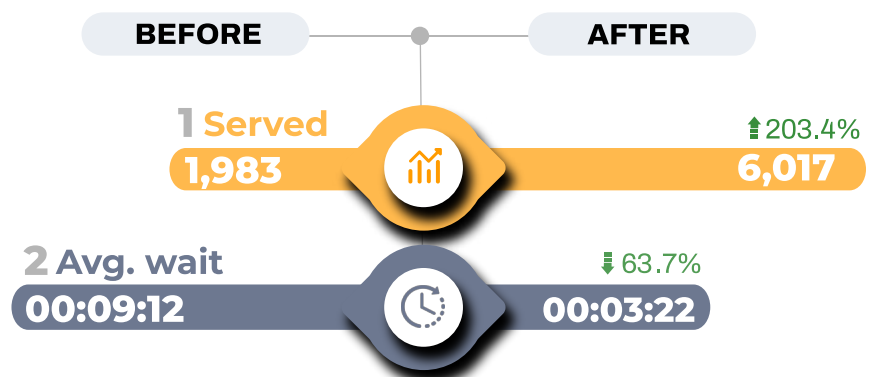 BEFORE AFTER
1 Served
203.4%
1,983 6,017
2 Avg. wait
63.7%
00:09:12 00:03:22